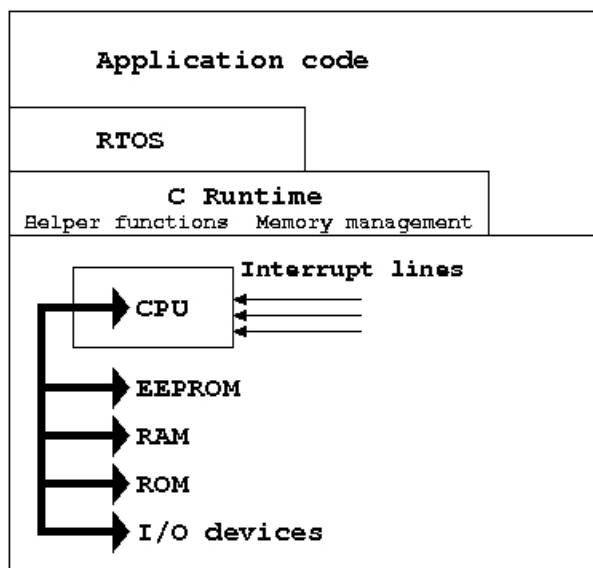 Application code
RTOS
C Runtime
Helper functions Memory management
Interrupt lines
CPU
EEPROM
RAM
ROM
I/O devices